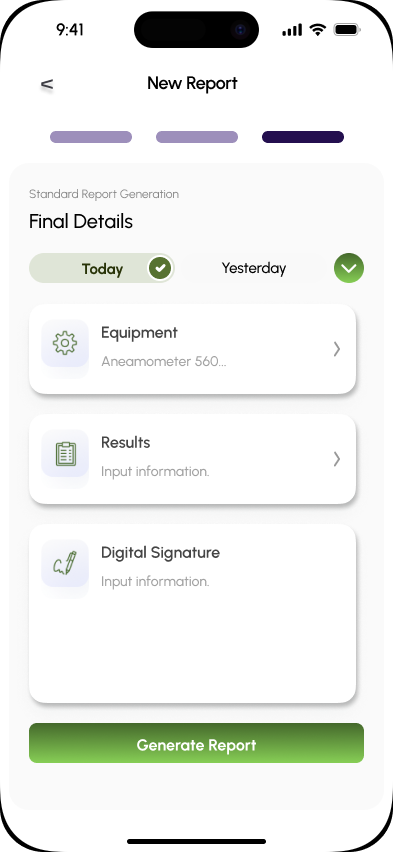 9:41
<
New Report
Standard Report Generation
Final Details
Today
Yesterday
Equipment
Aneamometer 560...
Results
Input information.
Digital Signature
Input information.
Generate Report